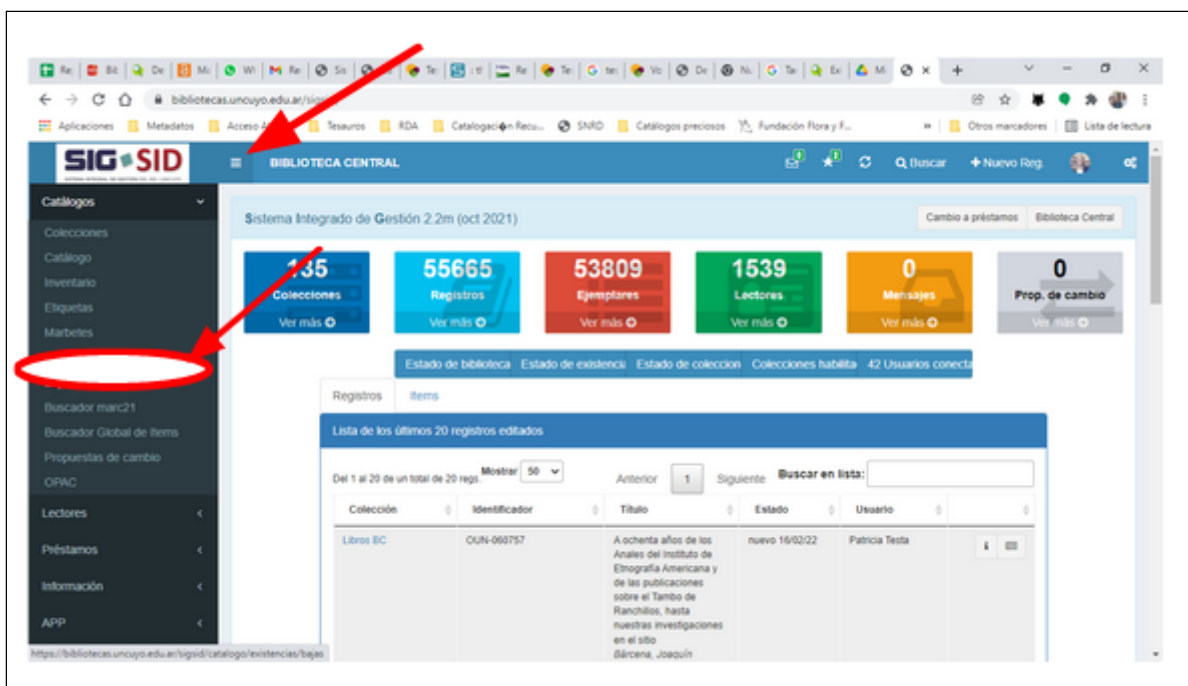 bibliotecas.uncuyo.edu.ar/sigsid
Aplicaciones Metadatos Acceso Tesauros RDA Catalogaci�n Recu... SNRD Catálogos preciosos Fundación Flora y F... » Otros marcadores Lista de lectura
SIG SID BIBLIOTECA CENTRAL Buscar Nuevo Reg.
Catálogos
Colecciones
Catálogo
Inventario
Etiquetas
Marbetes
Buscador marc21
Buscador Global de Items
Propuestas de cambio
OPAC
Lectores
Préstamos
Información
APP
Sistema Integrado de Gestión 2.2m (oct 2021) Cambio a préstamos Biblioteca Central
135 55665 53809 1539 0 0
Colecciones Registros Ejemplares Lectores Mensajes Prop. de cambio
Ver más Ver más Ver más Ver más Ver más Ver más
Estado de biblioteca Estado de existenci Estado de coleccion Colecciones habilita 42 Usuarios conecta
Registros Items
Lista de los últimos 20 registros editados
Del 1 al 20 de un total de 20 regs. Mostrar 50 Anterior 1 Siguiente Buscar en lista:
Colección Identificador Título Estado Usuario
Libros BC OUN-060757 A ochenta años de los nuevo 16/02/22 Patricia Testa
Anales del Instituto de
Etnografía Americana y
de las publicaciones
sobre el Tambo de
Ranchillos, hasta
nuestras investigaciones
en el sitio
Bárcena, Joaquín
https://bibliotecas.uncuyo.edu.ar/sigsid/catalogo/existencias/bajas